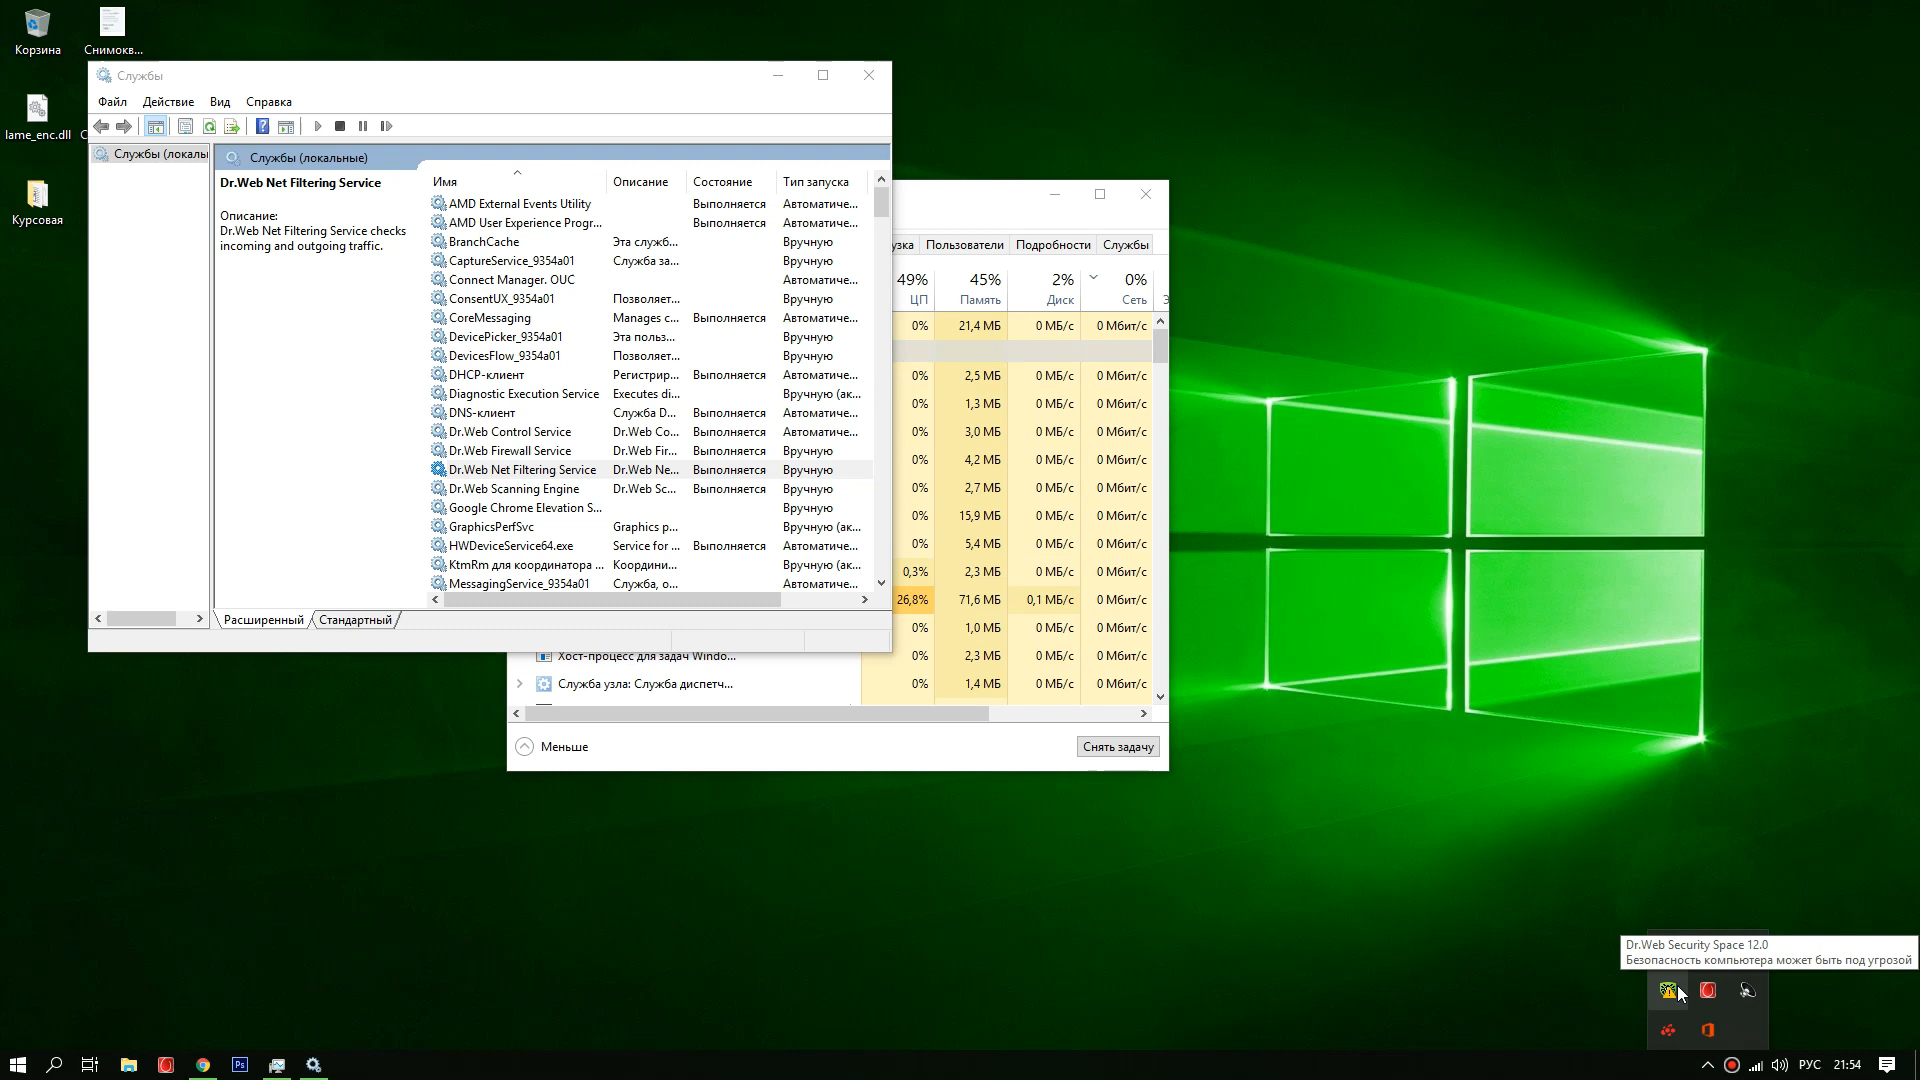 Корзина
Снимокв...
lame_enc.dll
С
Курсовая
Службы
Файл Действие Вид Справка
Службы (локалы
Службы (локальные)
Dr.Web Net Filtering Service
Описание:
Dr.Web Net Filtering Service checks
incoming and outgoing traffic.
Имя Описание Состояние Тип запуска
AMD External Events Utility Выполняется Автоматиче...
AMD User Experience Progr... Выполняется Автоматиче...
BranchCache Эта служб... Вручную
CaptureService_9354a01 Служба за... Вручную
Connect Manager. OUC Автоматиче...
ConsentUX_9354a01 Позволяет... Вручную
CoreMessaging Manages c... Выполняется Автоматиче...
DevicePicker_9354a01 Эта польз... Вручную
DevicesFlow_9354a01 Позволяет... Вручную
DHCP-клиент Регистрир... Выполняется Автоматиче...
Diagnostic Execution Service Executes di... Вручную (ак...
DNS-клиент Служба D... Выполняется Автоматиче...
Dr.Web Control Service Dr.Web Co... Выполняется Автоматиче...
Dr.Web Firewall Service Dr.Web Fir... Выполняется Вручную
Dr.Web Net Filtering Service Dr.Web Ne... Выполняется Вручную
Dr.Web Scanning Engine Dr.Web Sc... Выполняется Вручную
Google Chrome Elevation S... Вручную
GraphicsPerfSvc Graphics p... Вручную (ак...
HWDeviceService64.exe Service for ... Выполняется Автоматиче...
KtmRm для координатора ... Координи... Вручную (ак...
MessagingService_9354a01 Служба, о... Автоматиче...
Расширенный Стандартный
узка Пользователи Подробности Службы
49% 45% 2% 0%
ЦП Память Диск Сеть Э
0% 21,4 МБ 0 МБ/с 0 Мбит/с
0% 2,5 МБ 0 МБ/с 0 Мбит/с
0% 1,3 МБ 0 МБ/с 0 Мбит/с
0% 3,0 МБ 0 МБ/с 0 Мбит/с
0% 4,2 МБ 0 МБ/с 0 Мбит/с
0% 2,7 МБ 0 МБ/с 0 Мбит/с
0% 15,9 МБ 0 МБ/с 0 Мбит/с
0% 5,4 МБ 0 МБ/с 0 Мбит/с
0,3% 2,3 МБ 0 МБ/с 0 Мбит/с
26,8% 71,6 МБ 0,1 МБ/с 0 Мбит/с
0% 1,0 МБ 0 МБ/с 0 Мбит/с
Хост-процесс для задач Windo... 0% 2,3 МБ 0 МБ/с 0 Мбит/с
Служба узла: Служба диспетч... 0% 1,4 МБ 0 МБ/с 0 Мбит/с
Меньше Снять задачу
Dr.Web Security Space 12.0
Безопасность компьютера может быть под угрозой
Ps
РУС 21:54